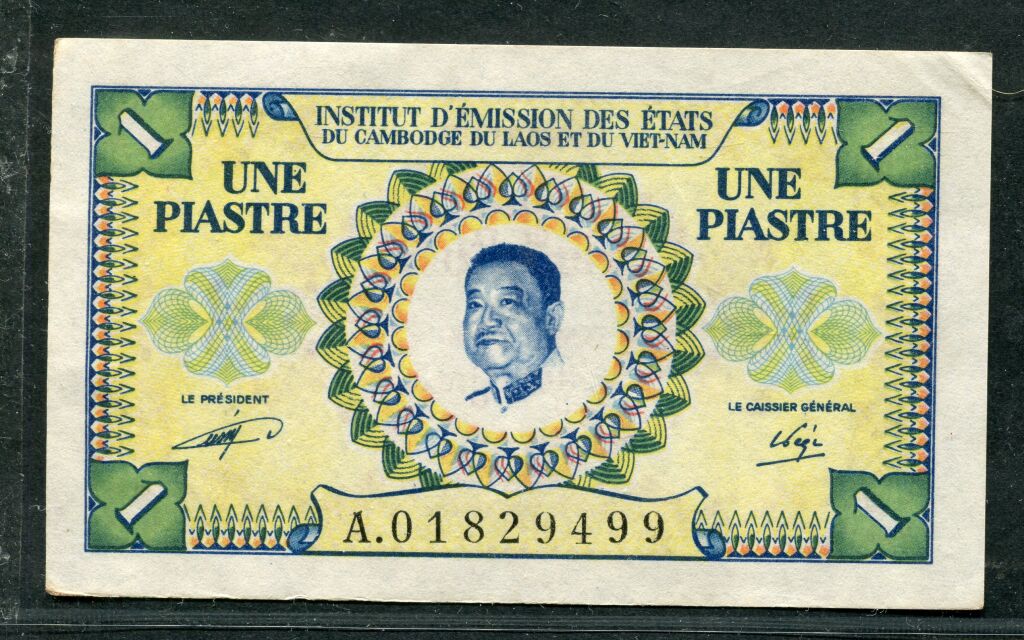 1 1
INSTITUT D'ÉMISSION DES ÉTATS
DU CAMBODGE DU LAOS ET DU VIET-NAM
UNE
PIASTRE
UNE
PIASTRE
LE PRÉSIDENT
LE CAISSIER GÉNÉRAL
1 1
A.01829499